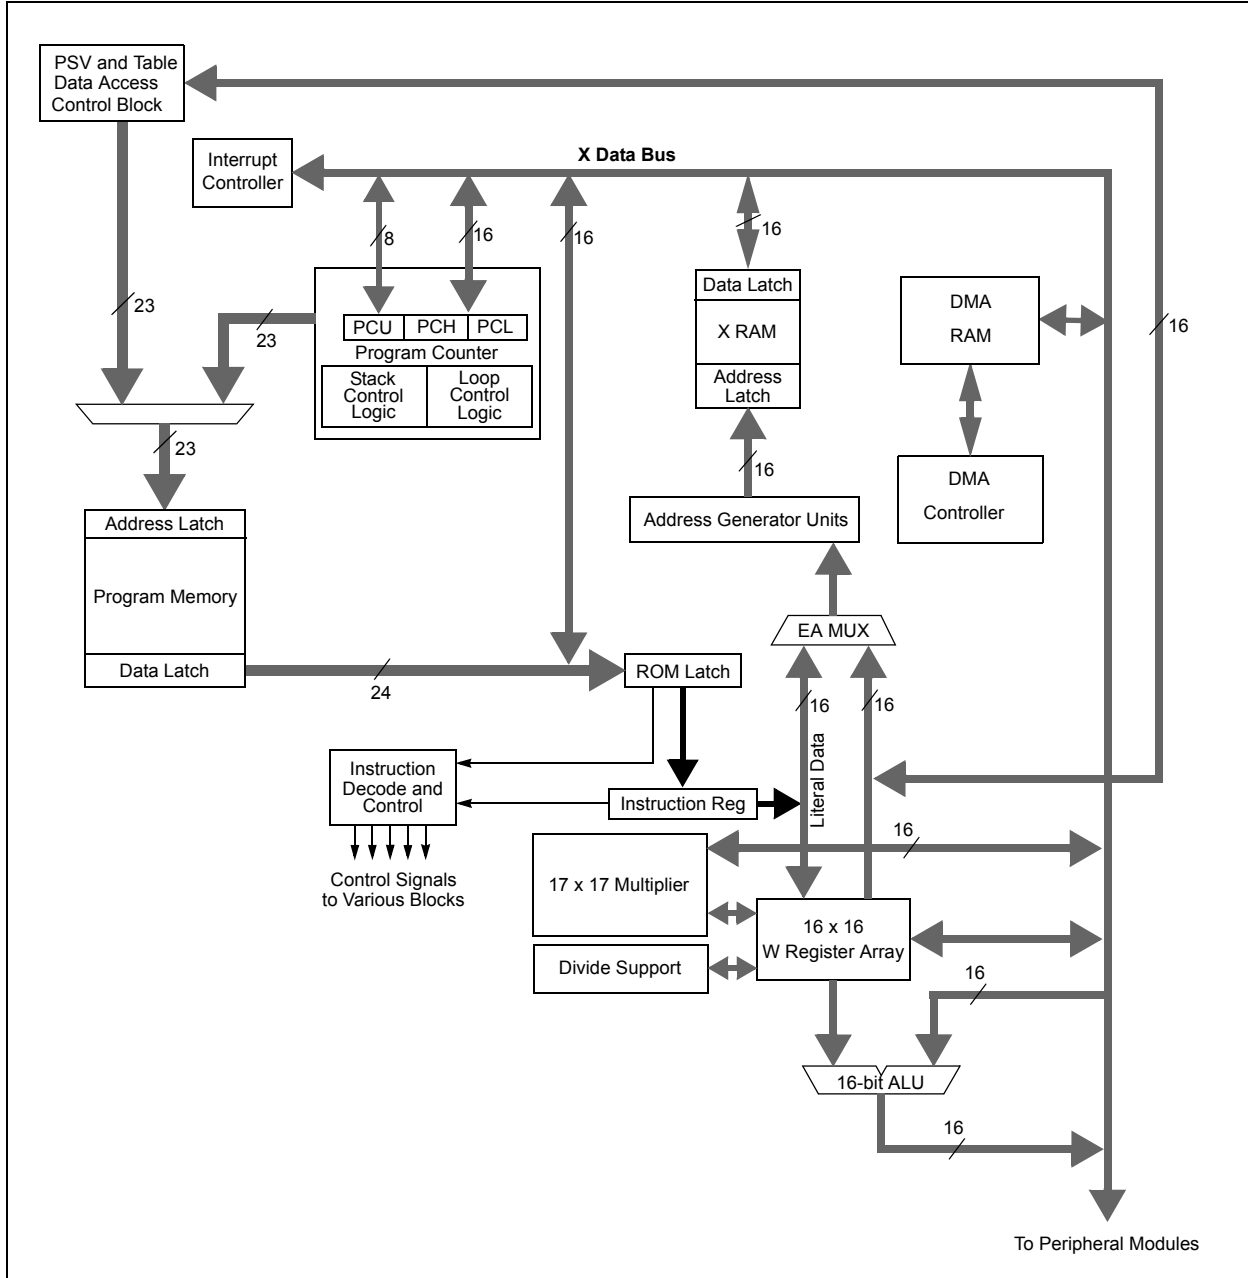 PSV and Table
Data Access
Control Block
Interrupt
Controller
X Data Bus
8
16
16
16
23
23
16
PCU
PCH
PCL
Program Counter
Stack
Control
Logic
Loop
Control
Logic
Data Latch
X RAM
Address
Latch
DMA
RAM
23
16
DMA
Controller
Address Generator Units
Address Latch
Program Memory
Data Latch
24
EA MUX
ROM Latch
16
16
Literal Data
Instruction
Decode and
Control
Instruction Reg
Control Signals
to Various Blocks
16
17 x 17 Multiplier
16 x 16
W Register Array
Divide Support
16
16-bit ALU
16
To Peripheral Modules